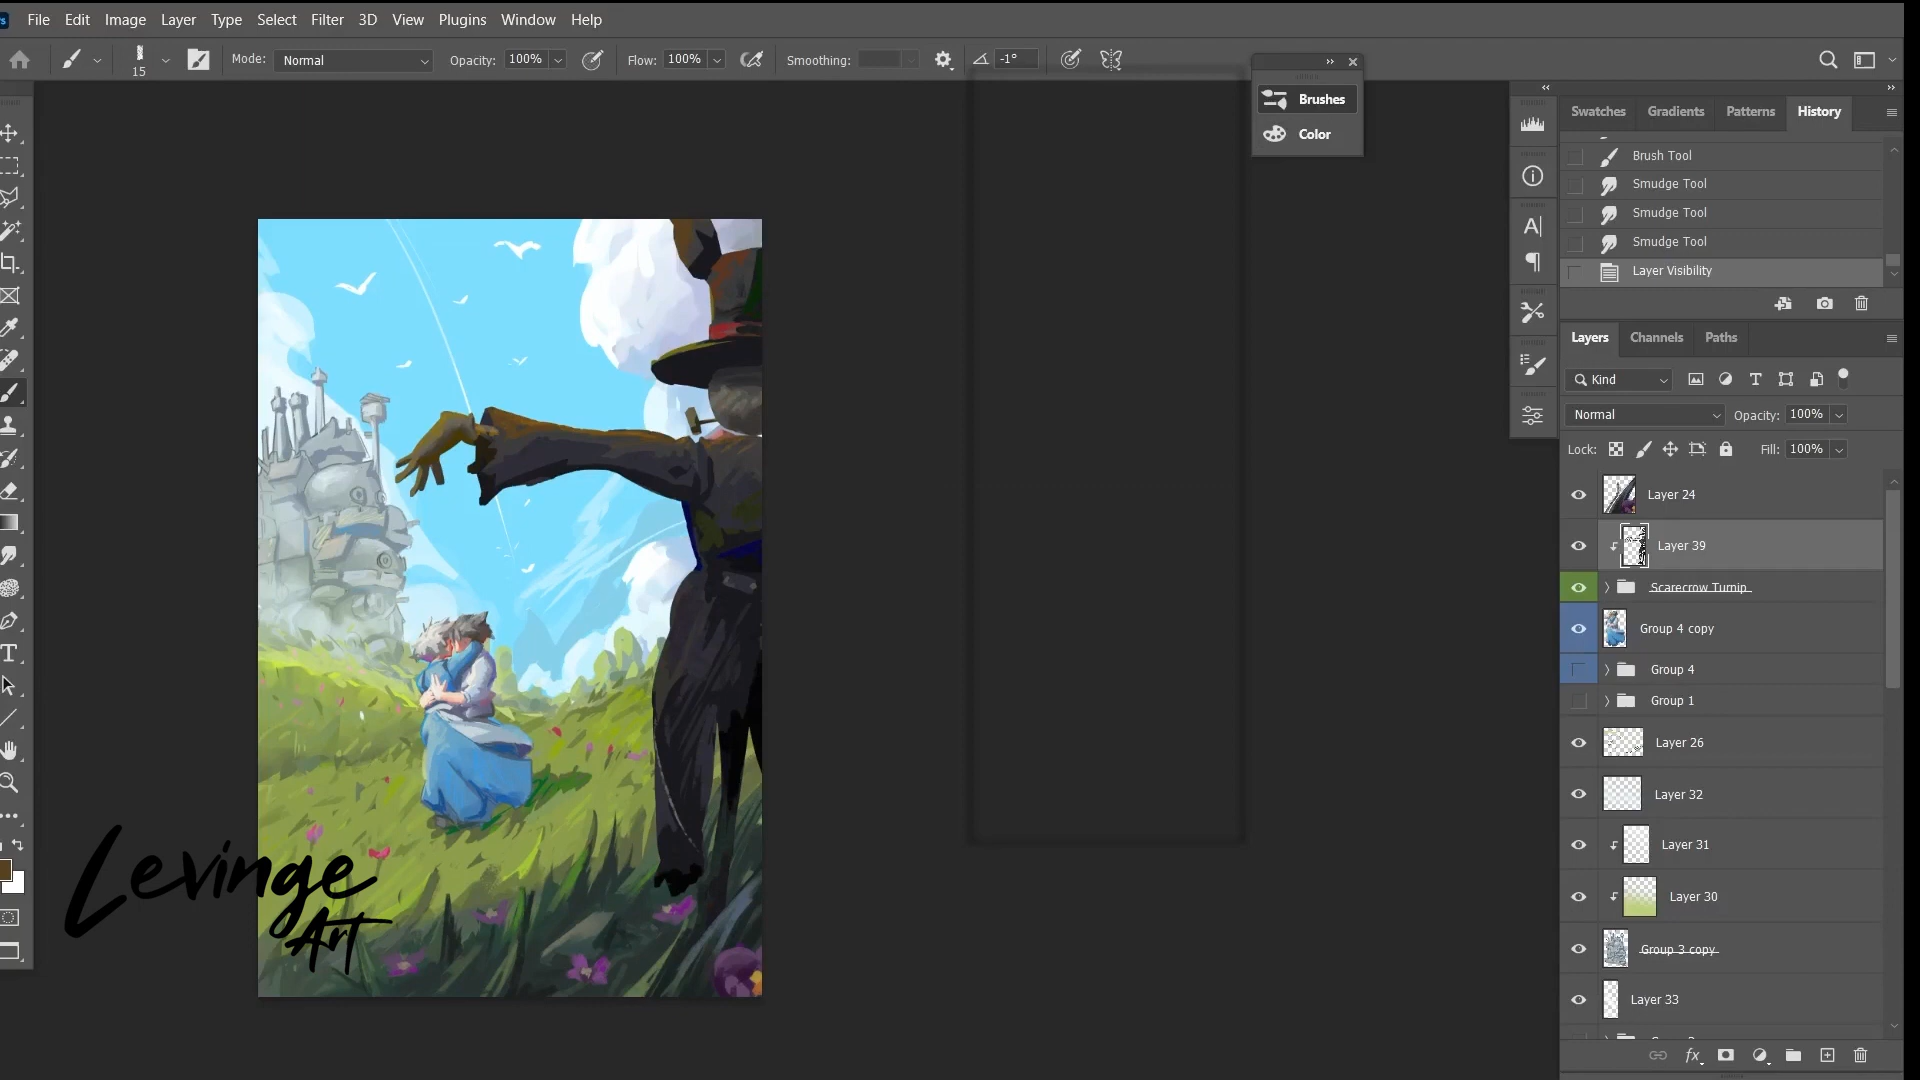 File Edit Image Layer Type Select Filter 3D View Plugins Window Help
15 Mode: Normal Opacity: 100% Flow: 100% Smoothing: -1°
Brushes
Color
Swatches Gradients Patterns History
Brush Tool
Smudge Tool
Smudge Tool
Smudge Tool
Layer Visibility
Layers Channels Paths
Kind
Normal Opacity: 100%
Lock: Fill: 100%
Layer 24
Layer 39
Scarecrow Turnip
Group 4 copy
Group 4
Group 1
Layer 26
Layer 32
Layer 31
Layer 30
Group 3 copy
Layer 33
fx
Levinge
Art